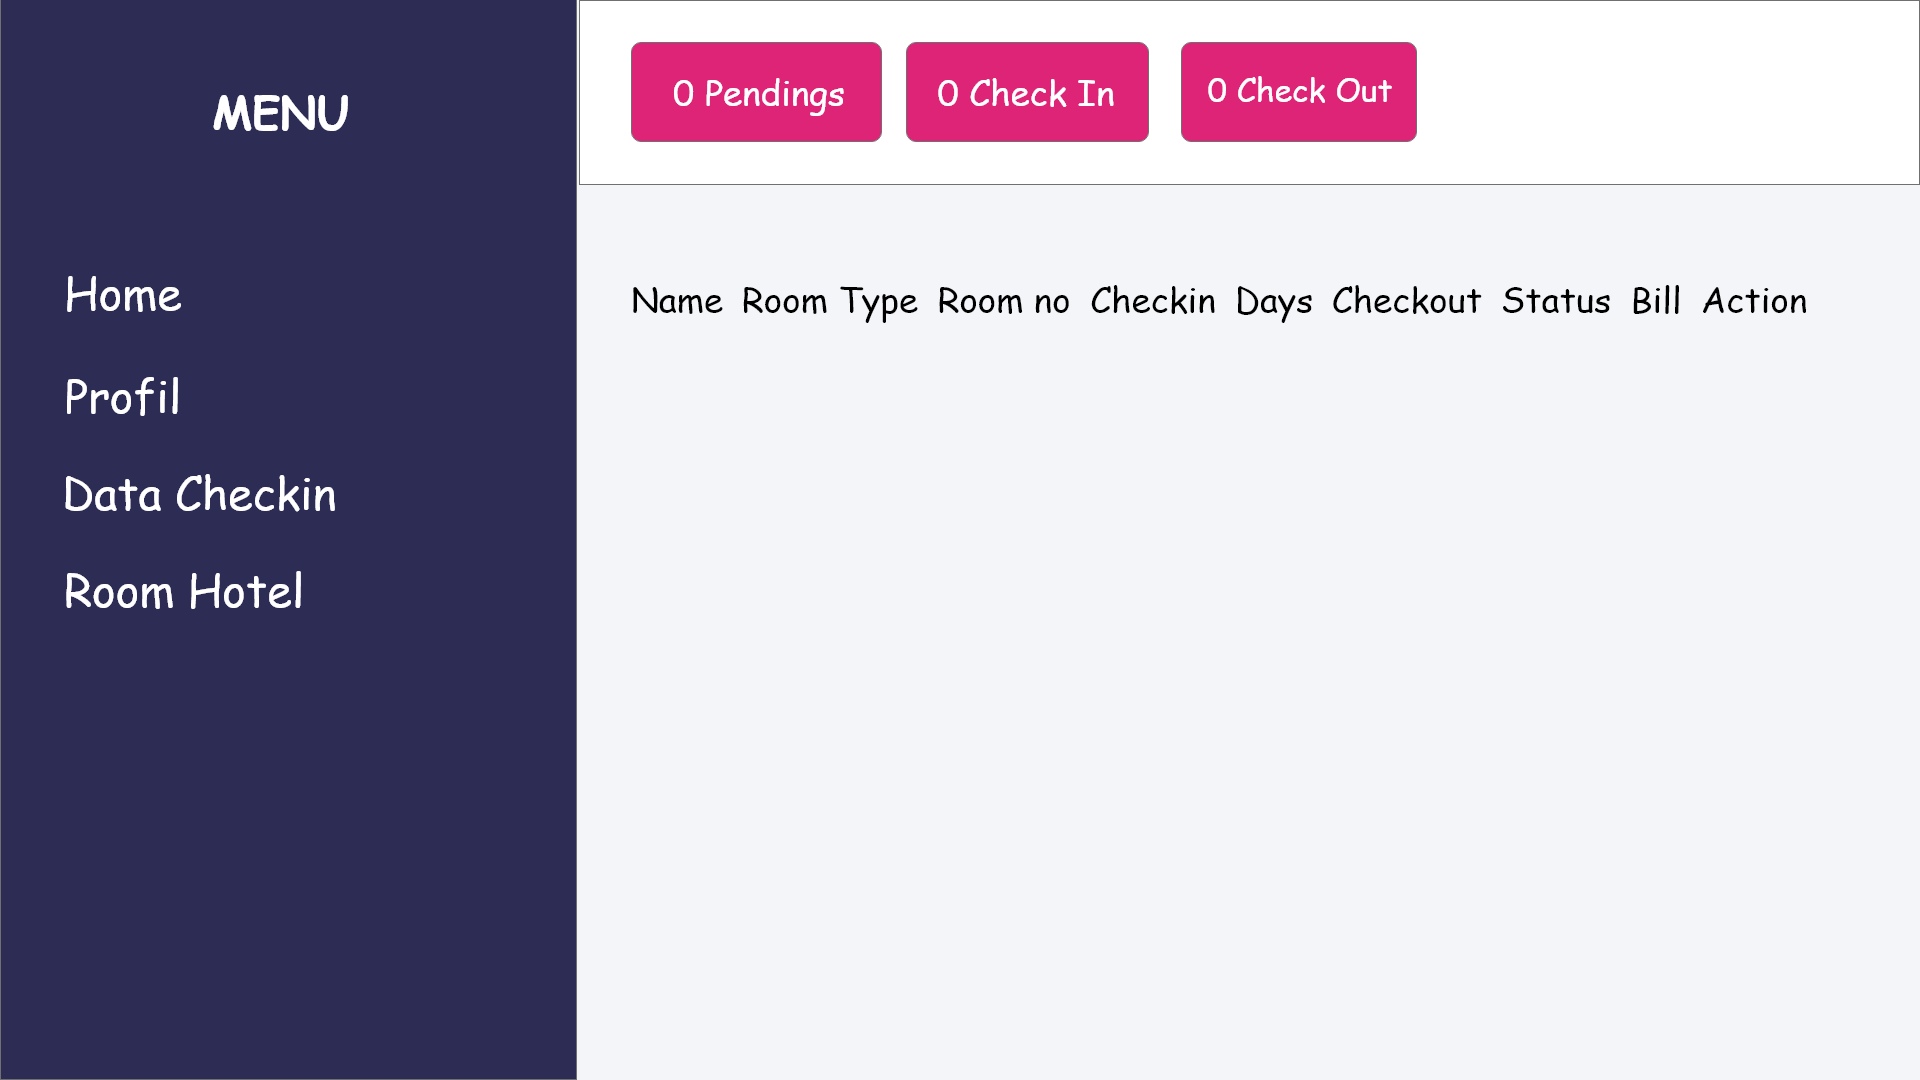 MENU
Home
Profil
Data Checkin
Room Hotel
0 Pendings
0 Check In
0 Check Out
Name Room Type Room no Checkin Days Checkout Status Bill Action